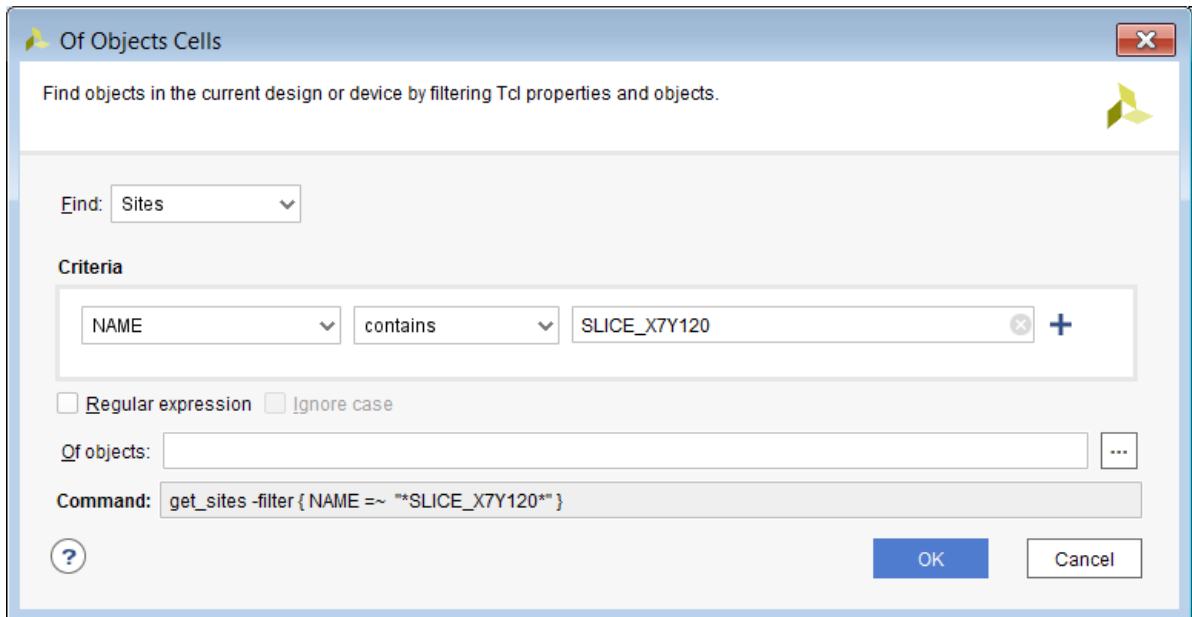 Of Objects Cells
Find objects in the current design or device by filtering Tcl properties and objects.
Find: Sites
Criteria
NAME contains SLICE_X7Y120
Regular expression Ignore case
Of objects: ...
Command: get_sites -filter { NAME =~ "*SLICE_X7Y120*" }
? OK Cancel